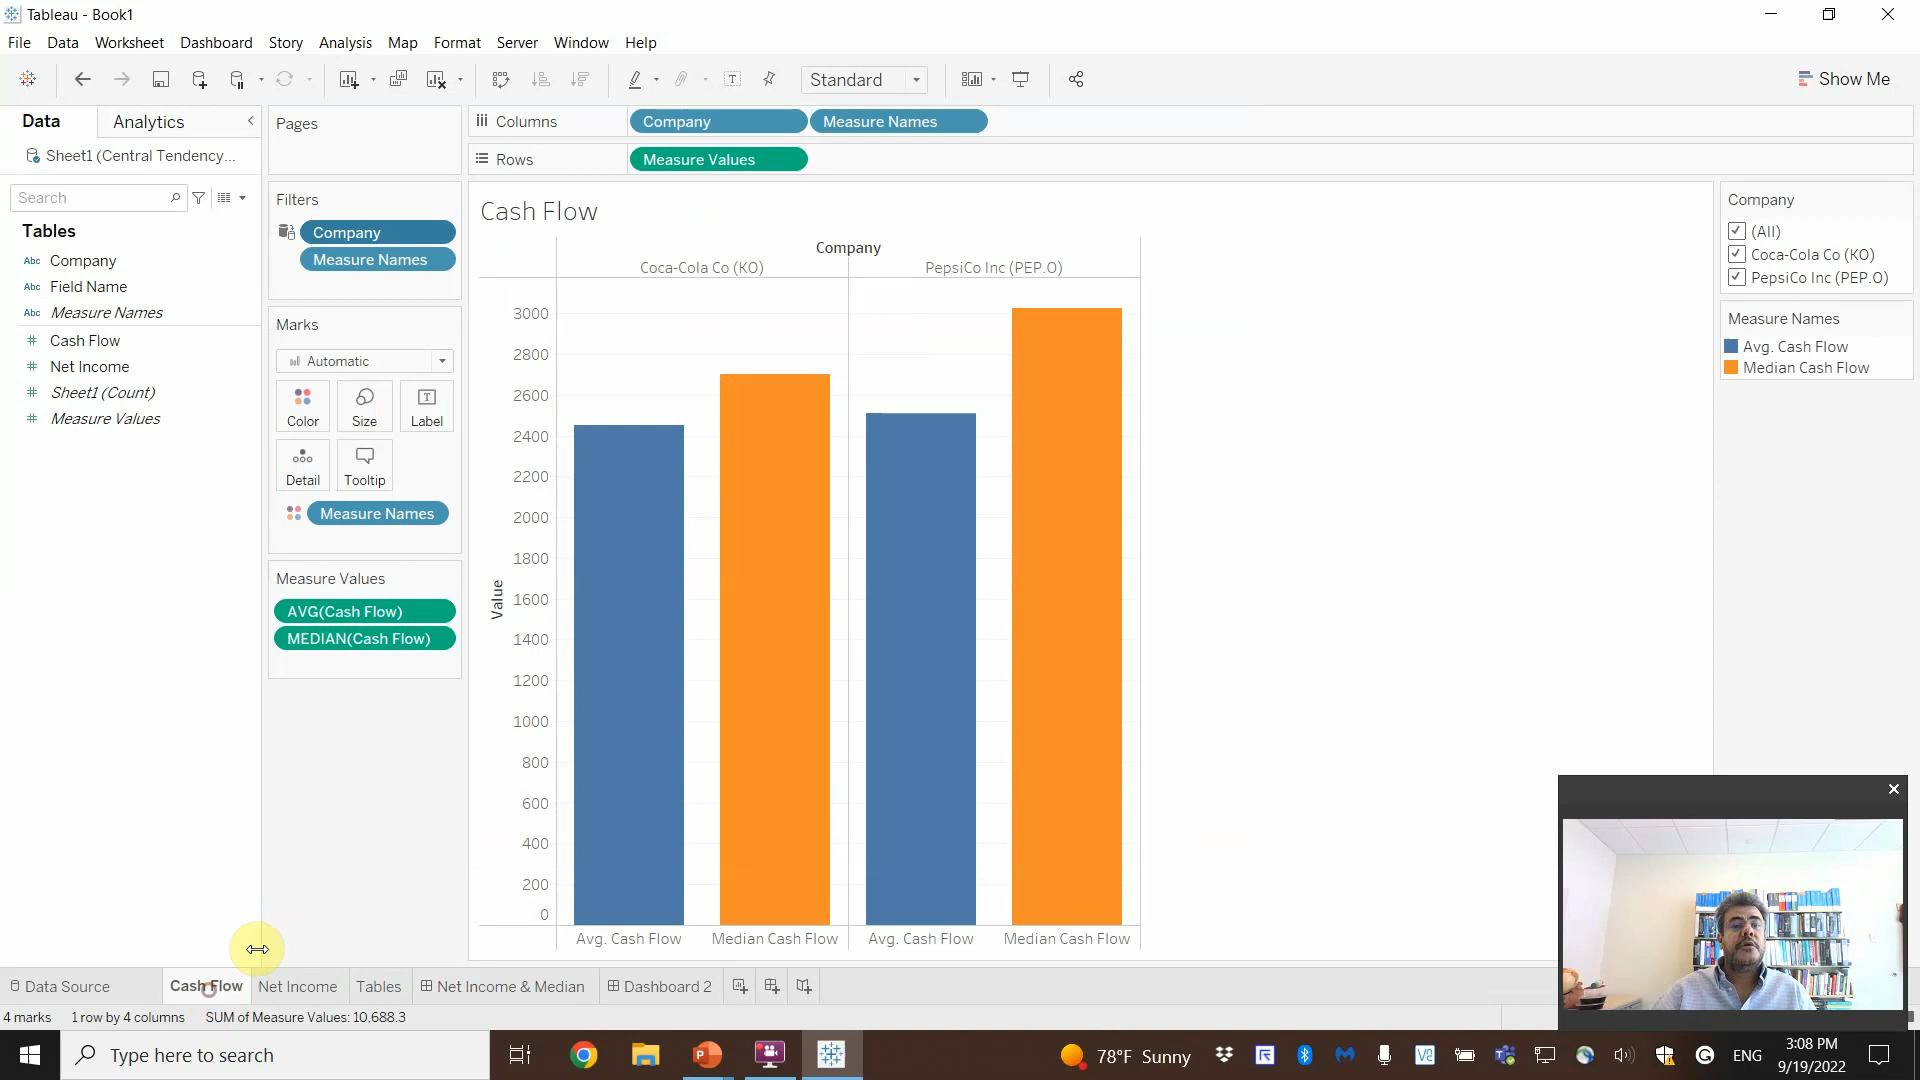 Tableau - Book1
File Data Worksheet Dashboard Story Analysis Map Format Server Window Help
Standard
Show Me
Data Analytics
Sheet1 (Central Tendency...
Search
Tables
Abc Company
Abc Field Name
Abc Measure Names
# Cash Flow
# Net Income
# Sheet1 (Count)
# Measure Values
Pages
Filters
Company
Measure Names
Marks
Automatic
Color Size Label
Detail Tooltip
Measure Names
Measure Values
AVG(Cash Flow)
MEDIAN(Cash Flow)
Columns Company Measure Names
Rows Measure Values
Cash Flow
Company
Coca-Cola Co (KO) PepsiCo Inc (PEP.O)
3000
2800
2600
2400
2200
2000
1800
1600
1400
1200
1000
800
600
400
200
0
Value
Avg. Cash Flow Median Cash Flow Avg. Cash Flow Median Cash Flow
Company
(All)
Coca-Cola Co (KO)
PepsiCo Inc (PEP.O)
Measure Names
Avg. Cash Flow
Median Cash Flow
Data Source Cash Flow Net Income Tables Net Income & Median Dashboard 2
4 marks 1 row by 4 columns SUM of Measure Values: 10,688.3
Type here to search
78°F Sunny
ENG
3:08 PM
9/19/2022